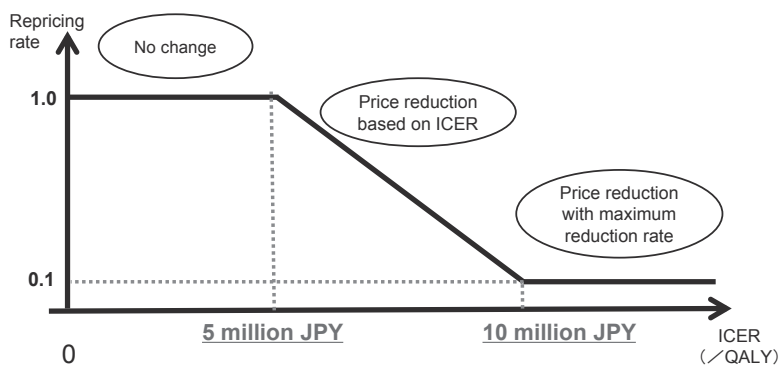 Repricing
rate
No change
1.0
Price reduction
based on ICER
Price reduction
with maximum
reduction rate
0.1
5 million JPY
10 million JPY
ICER
(／QALY)
0